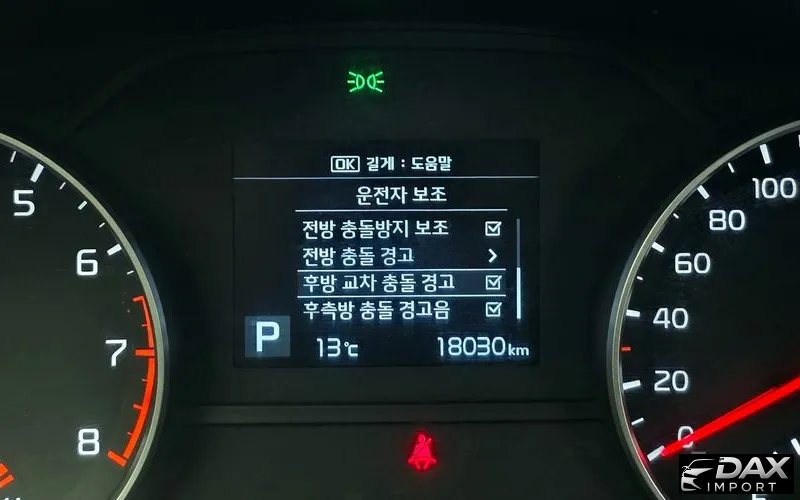 OK 길게 : 도움말
운전자 보조
전방 충돌방지 보조
전방 충돌 경고
후방 교차 충돌 경고
후측방 충돌 경고음
P 13℃ 18030km
5
6
7
8
100
80
60
40
20
0
DAX
IMPORT